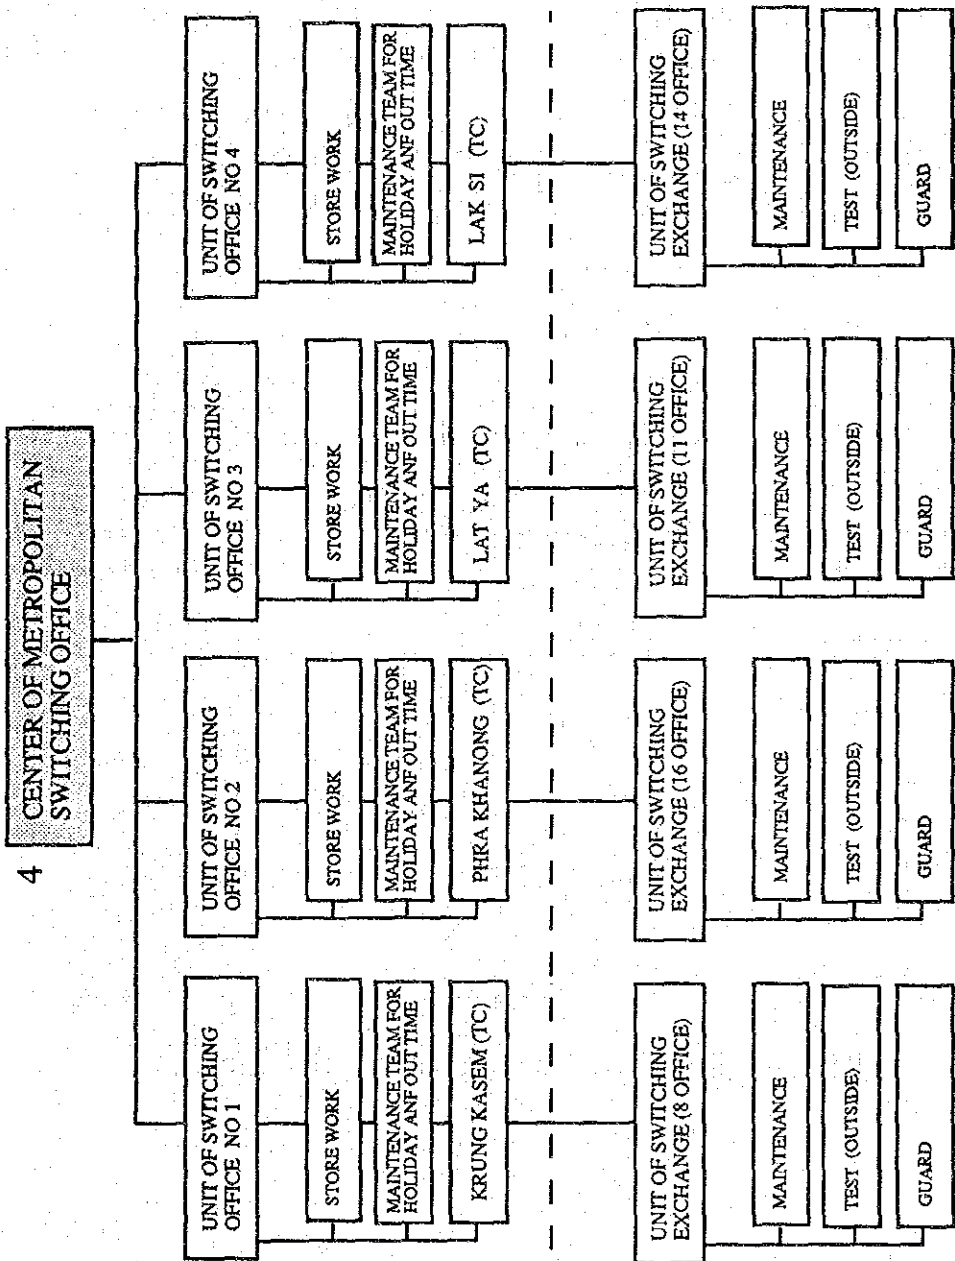 4 CENTER OF METROPOLITAN
SWITCHING OFFICE
UNIT OF SWITCHING
OFFICE NO 1
STORE WORK
MAINTENANCE TEAM FOR
HOLIDAY ANF OUT TIME
KRUNG KASEM (TC)
UNIT OF SWITCHING
EXCHANGE (8 OFFICE)
MAINTENANCE
TEST (OUTSIDE)
GUARD
UNIT OF SWITCHING
OFFICE NO 2
STORE WORK
MAINTENANCE TEAM FOR
HOLIDAY ANF OUT TIME
PHRA KHANONG (TC)
UNIT OF SWITCHING
EXCHANGE (16 OFFICE)
MAINTENANCE
TEST (OUTSIDE)
GUARD
UNIT OF SWITCHING
OFFICE NO 3
STORE WORK
MAINTENANCE TEAM FOR
HOLIDAY ANF OUT TIME
LAT YA (TC)
UNIT OF SWITCHING
EXCHANGE (11 OFFICE)
MAINTENANCE
TEST (OUTSIDE)
GUARD
UNIT OF SWITCHING
OFFICE NO 4
STORE WORK
MAINTENANCE TEAM FOR
HOLIDAY ANF OUT TIME
LAK SI (TC)
UNIT OF SWITCHING
EXCHANGE (14 OFFICE)
MAINTENANCE
TEST (OUTSIDE)
GUARD